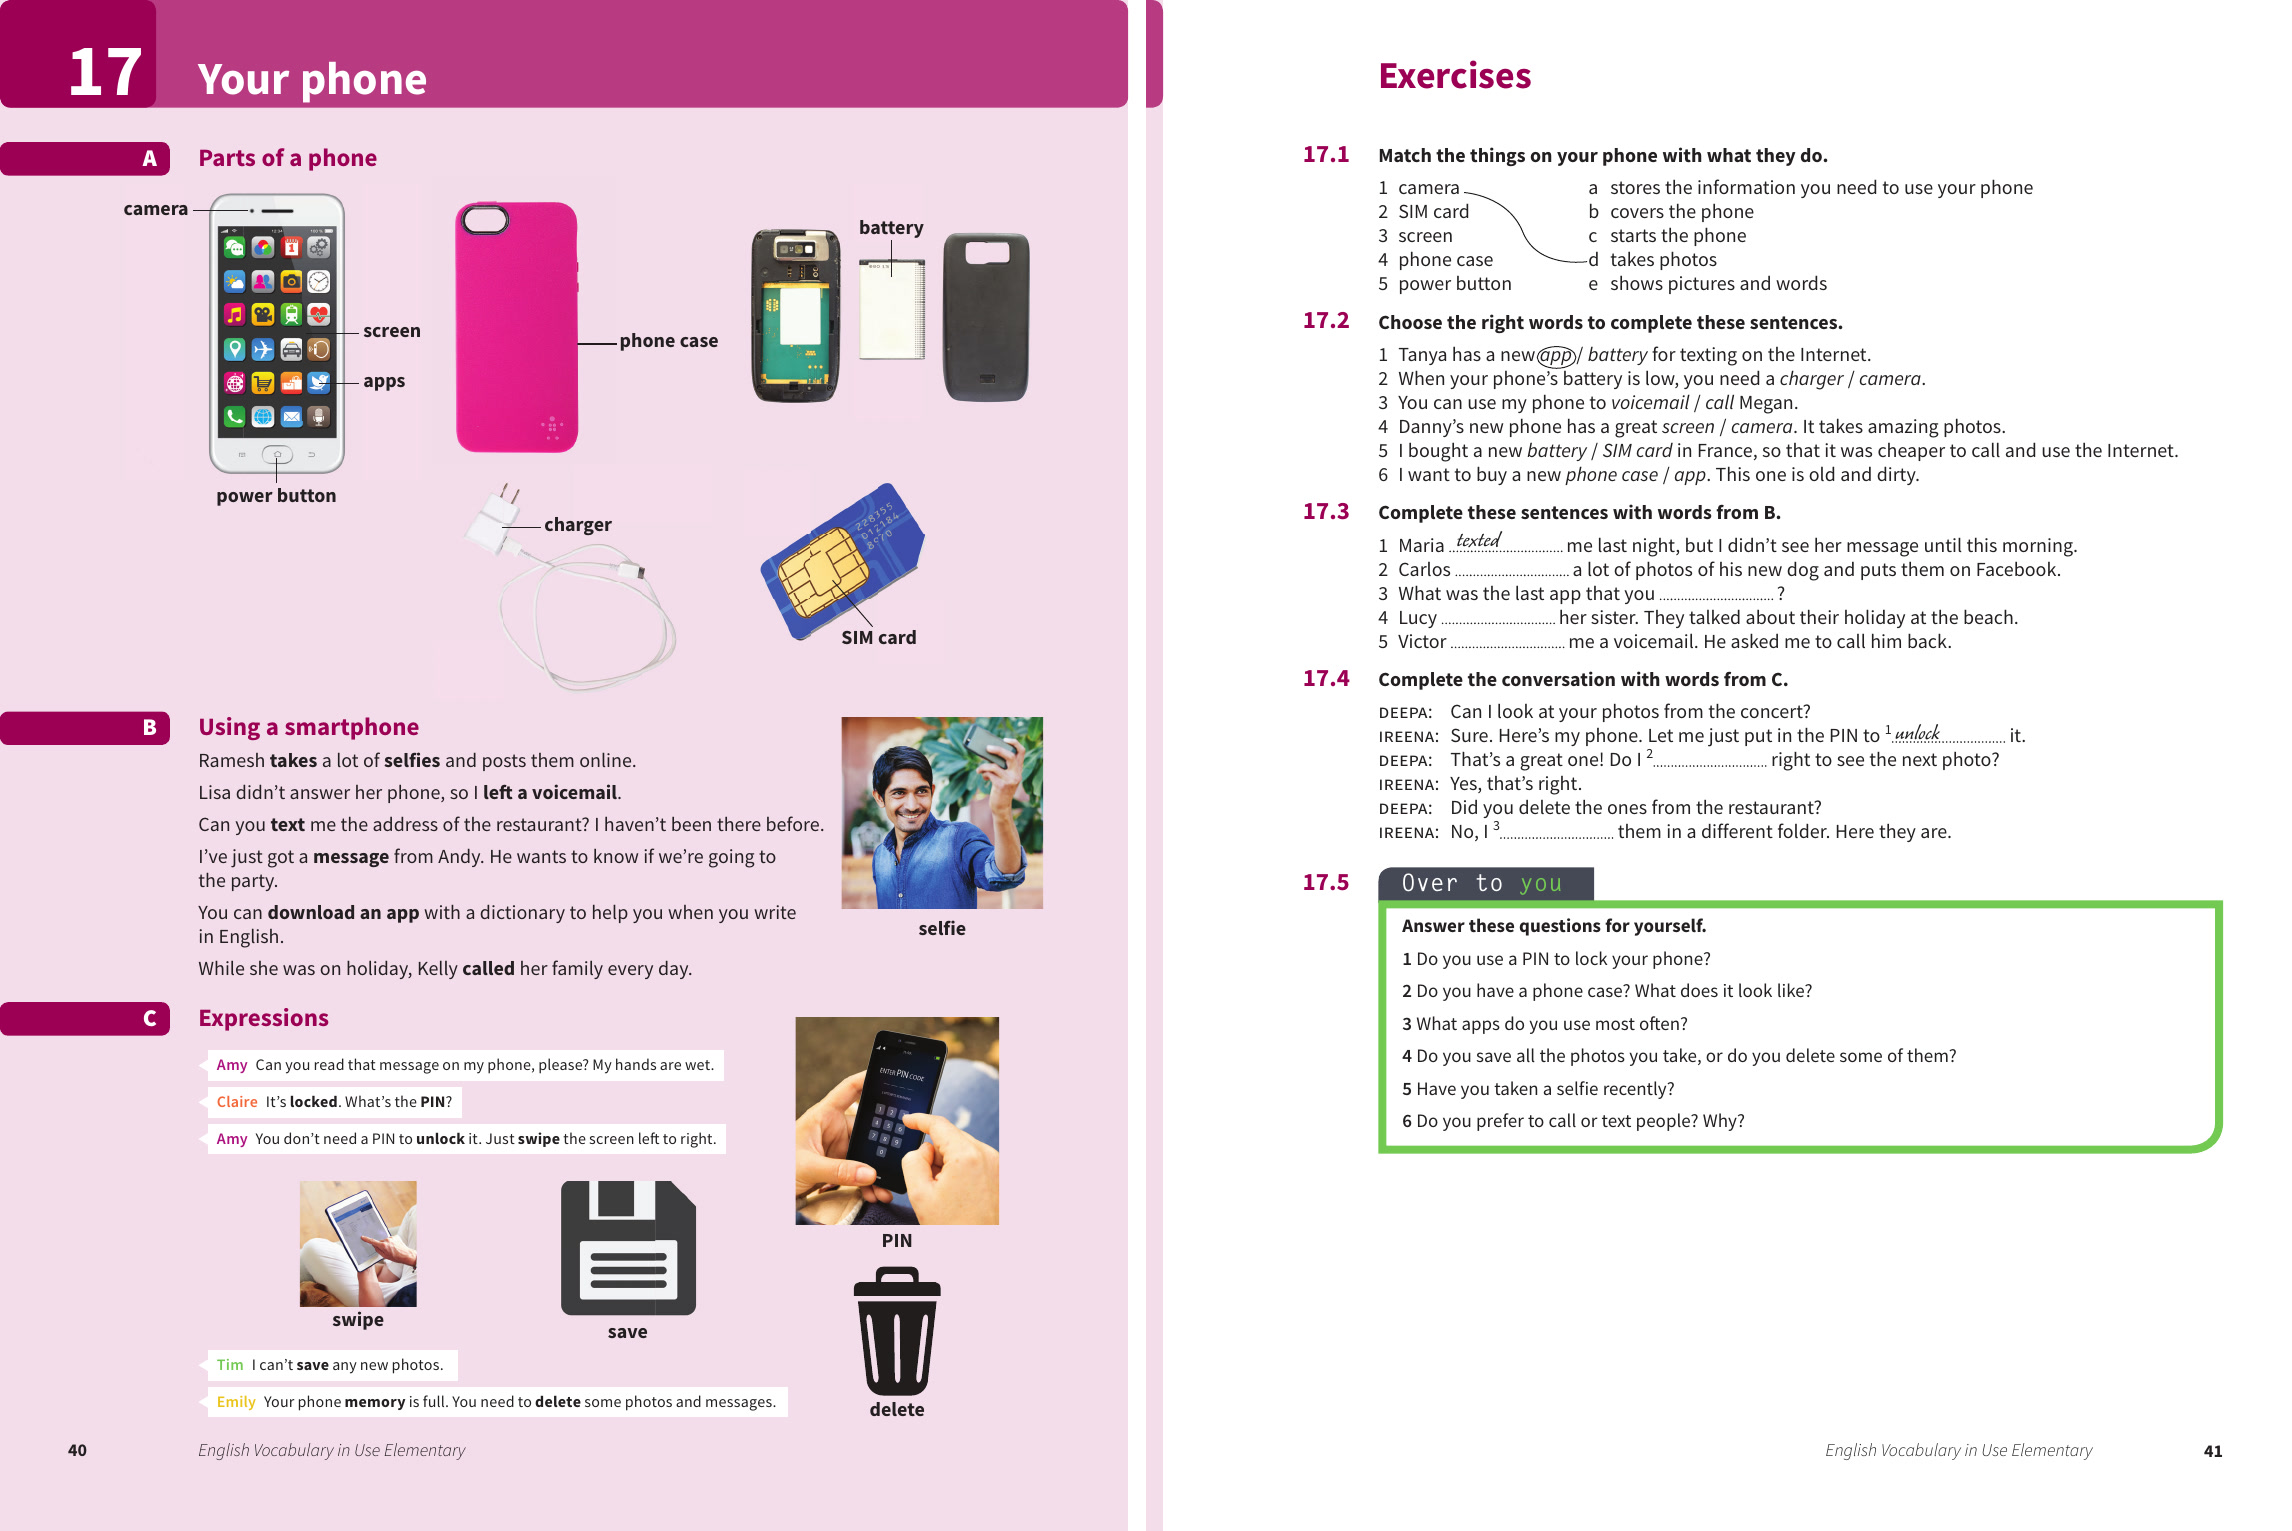 17
Your phone
A
Parts of a phone
camera
screen
apps
power button
phone case
battery
charger
SIM card
228355
D12184
8c70
B
Using a smartphone
Ramesh takes a lot of selfies and posts them online.
Lisa didn't answer her phone, so I left a voicemail.
Can you text me the address of the restaurant? I haven't been there before.
I've just got a message from Andy. He wants to know if we're going to
the party.
You can download an app with a dictionary to help you when you write
in English.
While she was on holiday, Kelly called her family every day.
selfie
C
Expressions
Amy Can you read that message on my phone, please? My hands are wet.
Claire It's locked. What's the PIN?
Amy You don't need a PIN to unlock it. Just swipe the screen left to right.
ENTER PIN CODE
PIN
swipe
save
delete
Tim I can't save any new photos.
Emily Your phone memory is full. You need to delete some photos and messages.
40
English Vocabulary in Use Elementary
Exercises
17.1
Match the things on your phone with what they do.
1 camera
2 SIM card
3 screen
4 phone case
5 power button
a stores the information you need to use your phone
b covers the phone
c starts the phone
d takes photos
e shows pictures and words
17.2
Choose the right words to complete these sentences.
1 Tanya has a new app / battery for texting on the Internet.
2 When your phone's battery is low, you need a charger / camera.
3 You can use my phone to voicemail / call Megan.
4 Danny's new phone has a great screen / camera. It takes amazing photos.
5 I bought a new battery / SIM card in France, so that it was cheaper to call and use the Internet.
6 I want to buy a new phone case / app. This one is old and dirty.
17.3
Complete these sentences with words from B.
1 Maria texted me last night, but I didn't see her message until this morning.
2 Carlos ................................ a lot of photos of his new dog and puts them on Facebook.
3 What was the last app that you ................................ ?
4 Lucy ................................ her sister. They talked about their holiday at the beach.
5 Victor ................................ me a voicemail. He asked me to call him back.
17.4
Complete the conversation with words from C.
DEEPA: Can I look at your photos from the concert?
IREENA: Sure. Here's my phone. Let me just put in the PIN to 1 unlock it.
DEEPA: That's a great one! Do I 2................................ right to see the next photo?
IREENA: Yes, that's right.
DEEPA: Did you delete the ones from the restaurant?
IREENA: No, I 3................................ them in a different folder. Here they are.
17.5
Over to you
Answer these questions for yourself.
1 Do you use a PIN to lock your phone?
2 Do you have a phone case? What does it look like?
3 What apps do you use most often?
4 Do you save all the photos you take, or do you delete some of them?
5 Have you taken a selfie recently?
6 Do you prefer to call or text people? Why?
English Vocabulary in Use Elementary
41